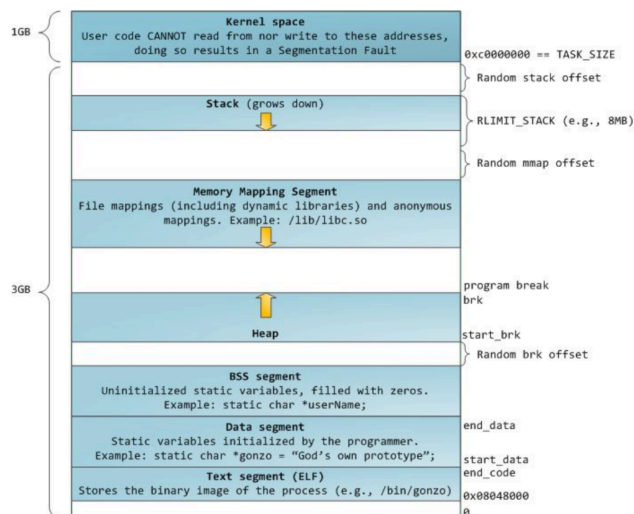 1GB
Kernel space
User code CANNOT read from nor write to these addresses,
doing so results in a Segmentation Fault
0xc0000000 == TASK_SIZE
Random stack offset
Stack (grows down)
RLIMIT_STACK (e.g., 8MB)
Random mmap offset
Memory Mapping Segment
File mappings (including dynamic libraries) and anonymous
mappings. Example: /lib/libc.so
3GB
program break
brk
Heap
start_brk
Random brk offset
BSS segment
Uninitialized static variables, filled with zeros.
Example: static char *userName;
end_data
Data segment
Static variables initialized by the programmer.
Example: static char *gonzo = “God’s own prototype”;
start_data
end_code
Text segment (ELF)
Stores the binary image of the process (e.g., /bin/gonzo)
0x08048000
0